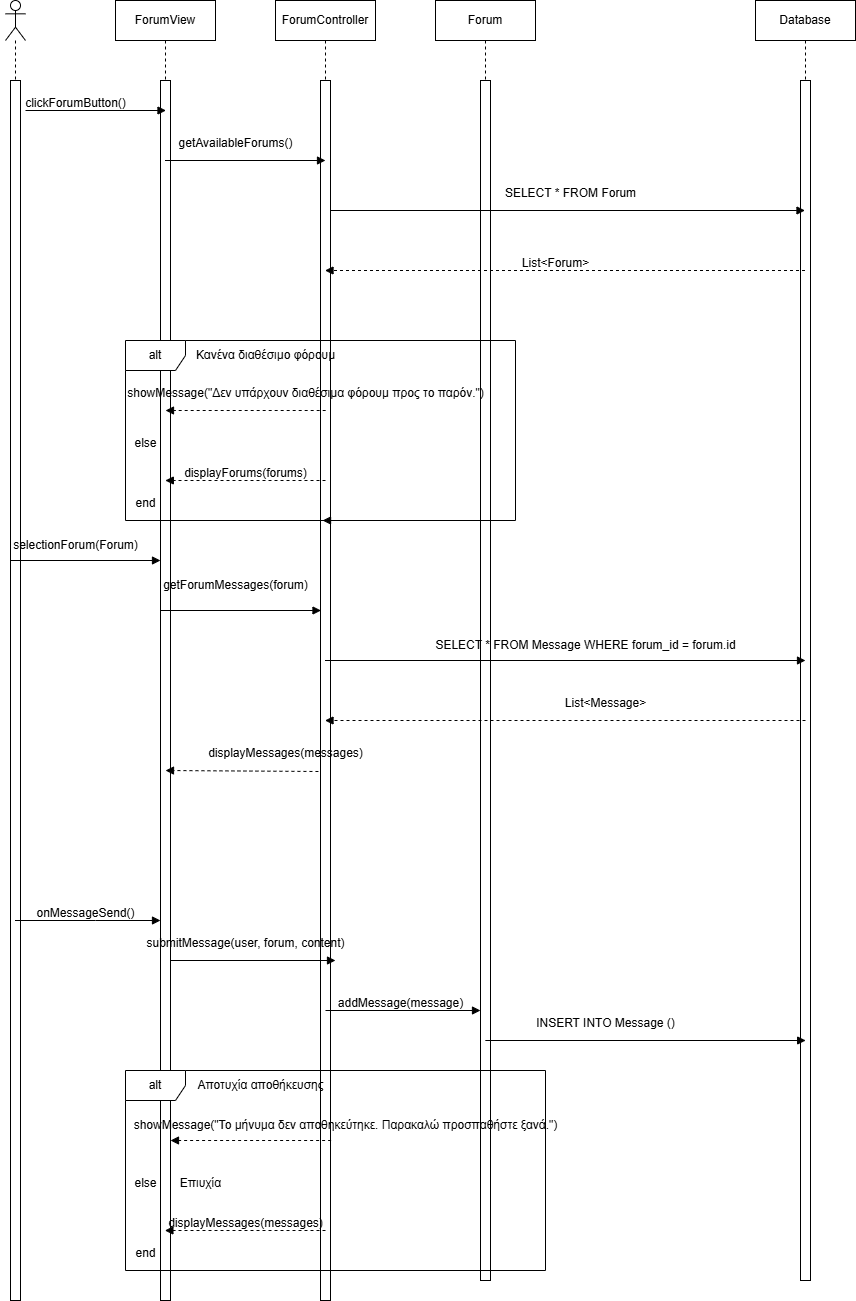 ForumView
ForumController
Forum
Database
clickForumButton()
getAvailableForums()
SELECT * FROM Forum
List<Forum>
alt
Κανένα διαθέσιμο φόρουμ
showMessage("Δεν υπάρχουν διαθέσιμα φόρουμ προς το παρόν.")
else
displayForums(forums)
end
selectionForum(Forum)
getForumMessages(forum)
SELECT * FROM Message WHERE forum_id = forum.id
List<Message>
displayMessages(messages)
onMessageSend()
submitMessage(user, forum, content)
addMessage(message)
INSERT INTO Message ()
alt
Αποτυχία αποθήκευσης
showMessage("Το μήνυμα δεν αποθηκεύτηκε. Παρακαλώ προσπαθήστε ξανά.")
else
Επιυχία
displayMessages(messages)
end